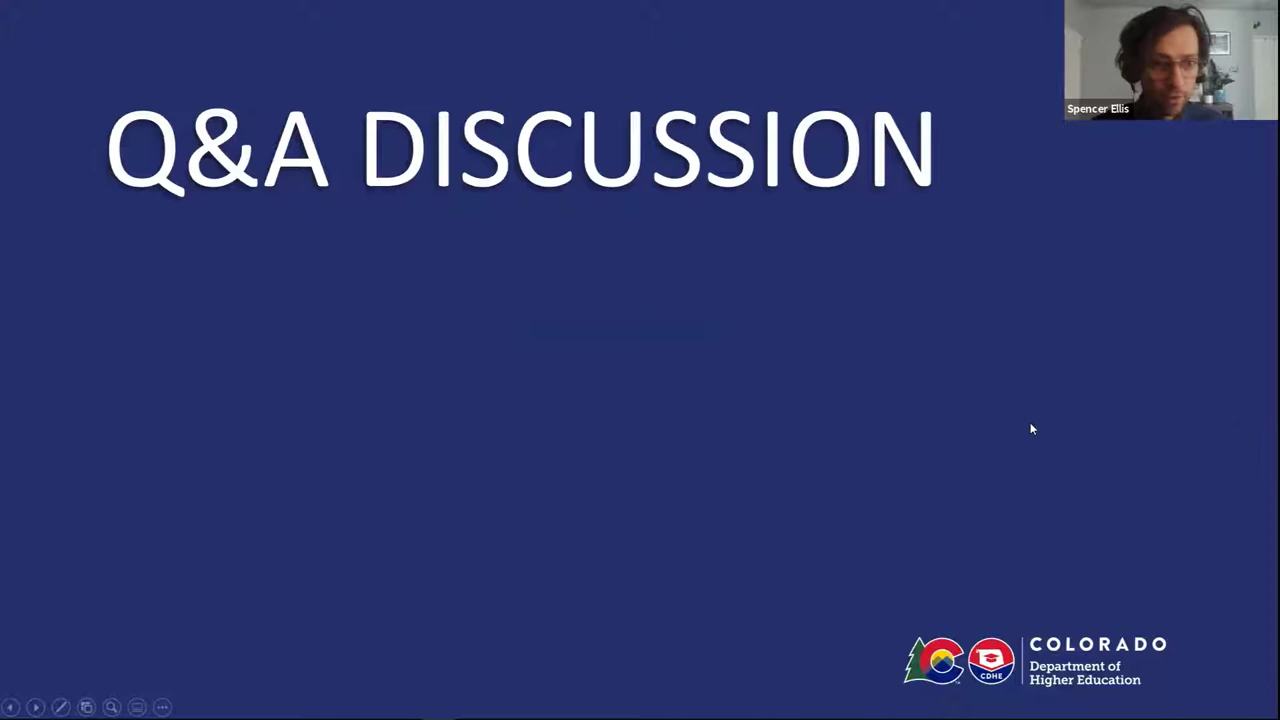 Q&A DISCUSSION
Spencer Ellis
CDHE
COLORADO
Department of
Higher Education